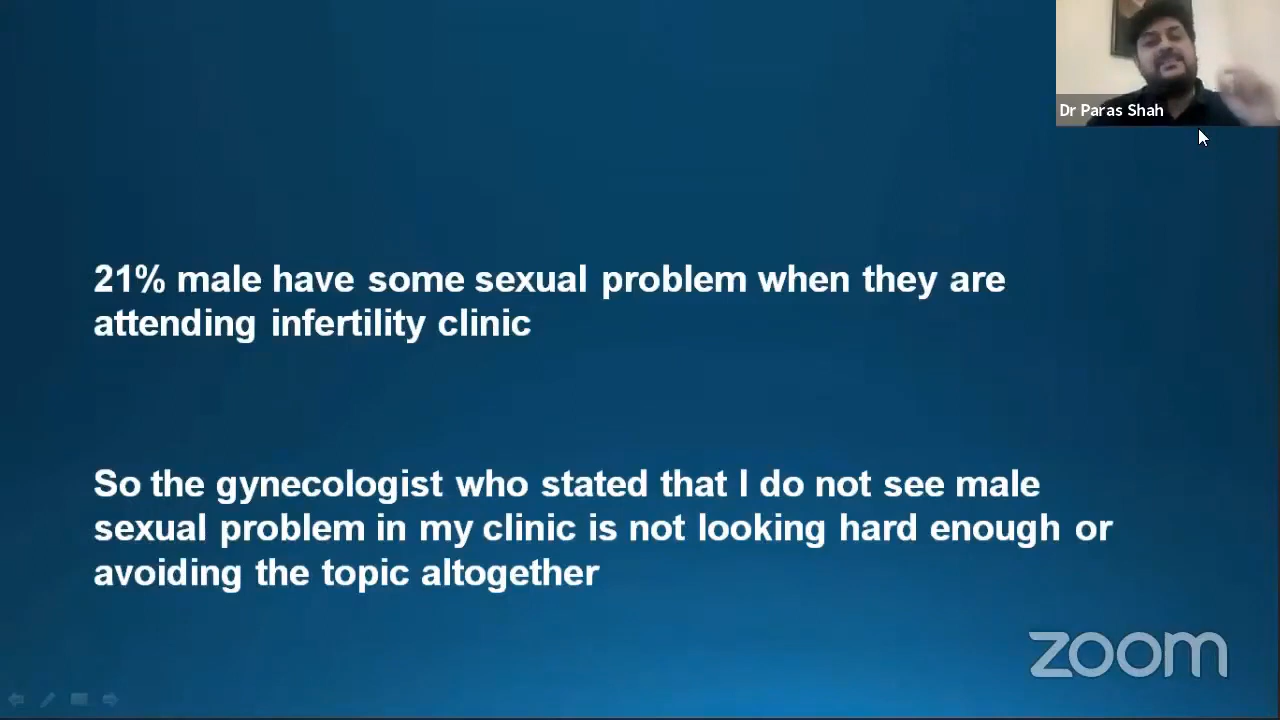 Dr Paras Shah
21% male have some sexual problem when they are
attending infertility clinic
So the gynecologist who stated that I do not see male
sexual problem in my clinic is not looking hard enough or
avoiding the topic altogether
zoom